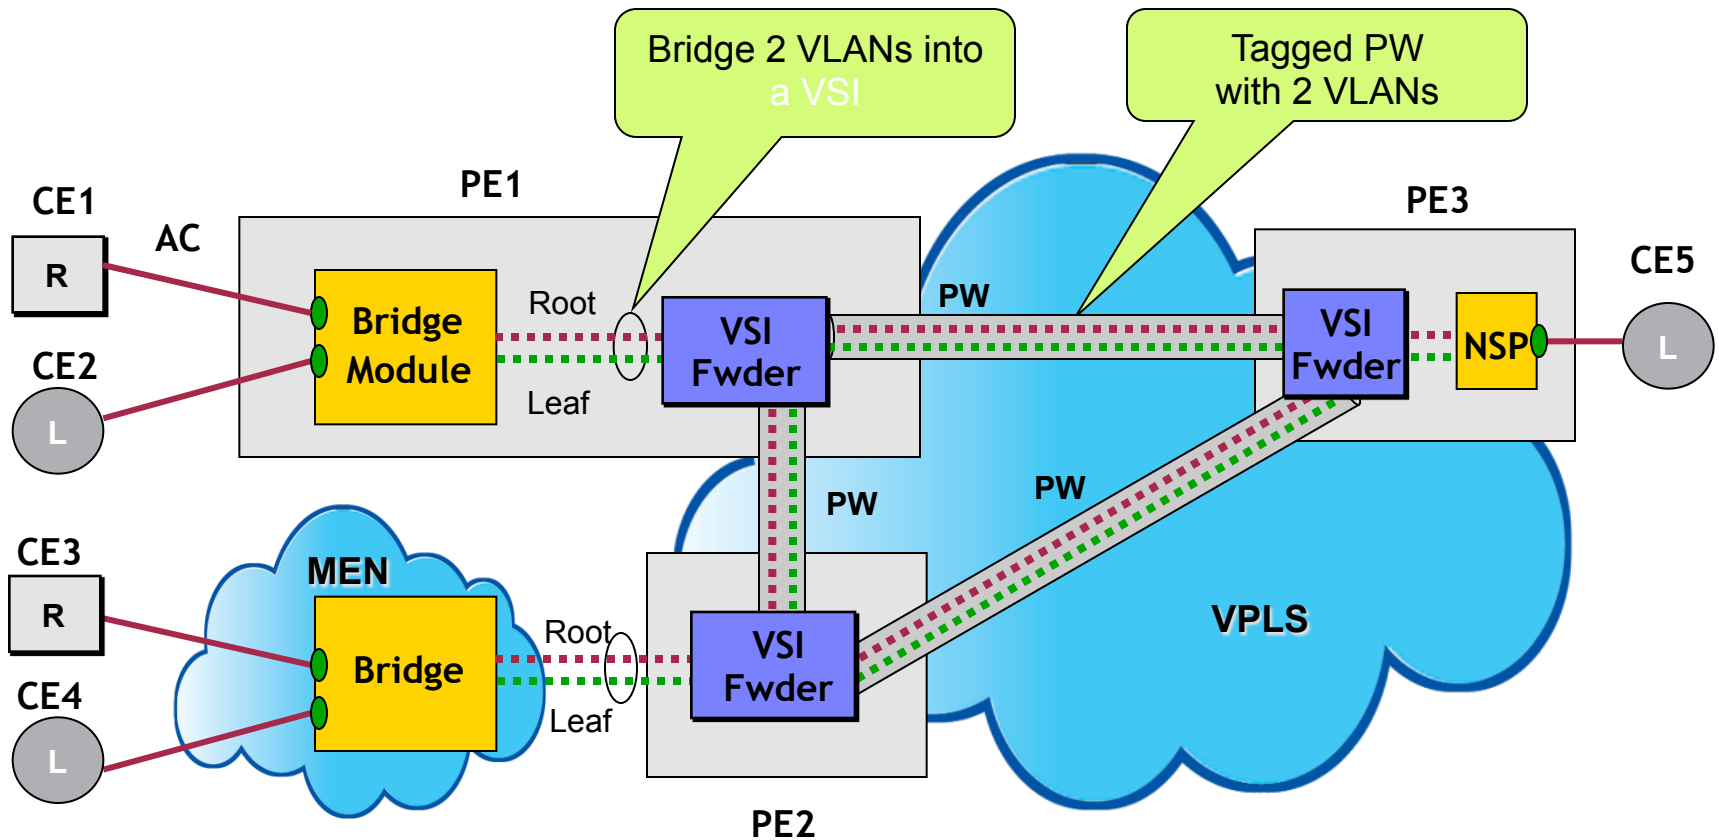 Bridge 2 VLANs into
a VSI
Tagged PW
with 2 VLANs
PE1
PE3
CE1
AC
R
CE5
Root
PW
Bridge
Module
VSI
Fwder
VSI
Fwder
NSP
L
CE2
Leaf
L
PW
PW
CE3
MEN
R
Root
VPLS
Bridge
VSI
Fwder
CE4
Leaf
L
PE2